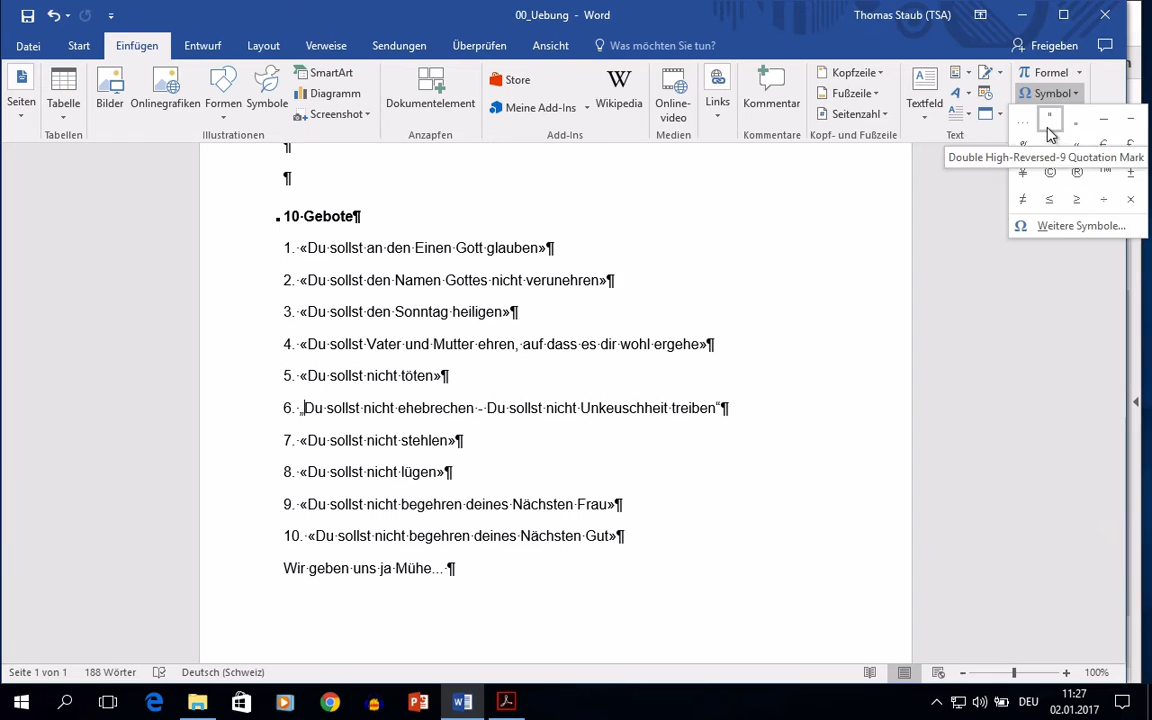 00_Uebung - Word
Thomas Staub (TSA)
Datei Start Einfügen Entwurf Layout Verweise Sendungen Überprüfen Ansicht Was möchten Sie tun? Freigeben
Seiten
Tabelle
Tabellen
Bilder
Onlinegrafiken
Formen
Symbole
SmartArt
Diagramm
Screenshot
Illustrationen
Dokumentelement
Anzapfen
Store
Meine Add-Ins
Wikipedia
Add-Ins
Online-
video
Medien
Links
Kommentar
Kommentare
Kopfzeile
Fußzeile
Seitenzahl
Kopf- und Fußzeile
Textfeld
Text
π Formel
Ω Symbol
Double High-Reversed-9 Quotation Mark
¥ © ® ™ ±
≠ ≤ ≥ ÷ ×
Ω Weitere Symbole...
¶
¶
10·Gebote¶
1.·«Du·sollst·an·den·Einen·Gott·glauben»¶
2.·«Du·sollst·den·Namen·Gottes·nicht·verunehren»¶
3.·«Du·sollst·den·Sonntag·heiligen»¶
4.·«Du·sollst·Vater·und·Mutter·ehren,·auf·dass·es·dir·wohl·ergehe»¶
5.·«Du·sollst·nicht·töten»¶
6.·„Du·sollst·nicht·ehebrechen·-·Du·sollst·nicht·Unkeuschheit·treiben“¶
7.·«Du·sollst·nicht·stehlen»¶
8.·«Du·sollst·nicht·lügen»¶
9.·«Du·sollst·nicht·begehren·deines·Nächsten·Frau»¶
10.·«Du·sollst·nicht·begehren·deines·Nächsten·Gut»¶
Wir·geben·uns·ja·Mühe...·¶
Seite 1 von 1 188 Wörter Deutsch (Schweiz) 100%
DEU
11:27
02.01.2017